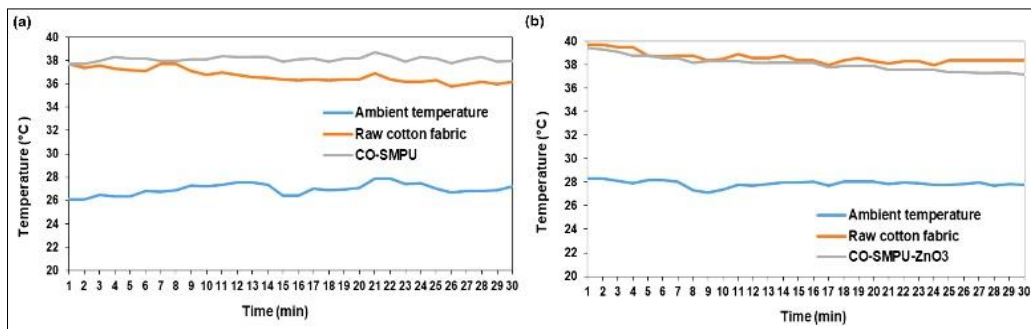 (a)
40
38
36
34
32
30
28
26
24
22
20
Temperature (°C)
Ambient temperature
Raw cotton fabric
CO-SMPU
1 2 3 4 5 6 7 8 9 10 11 12 13 14 15 16 17 18 19 20 21 22 23 24 25 26 27 28 29 30
Time (min)
(b)
40
38
36
34
32
30
28
26
24
22
20
Temperature (°C)
Ambient temperature
Raw cotton fabric
CO-SMPU-ZnO3
1 2 3 4 5 6 7 8 9 10 11 12 13 14 15 16 17 18 19 20 21 22 23 24 25 26 27 28 29 30
Time (min)